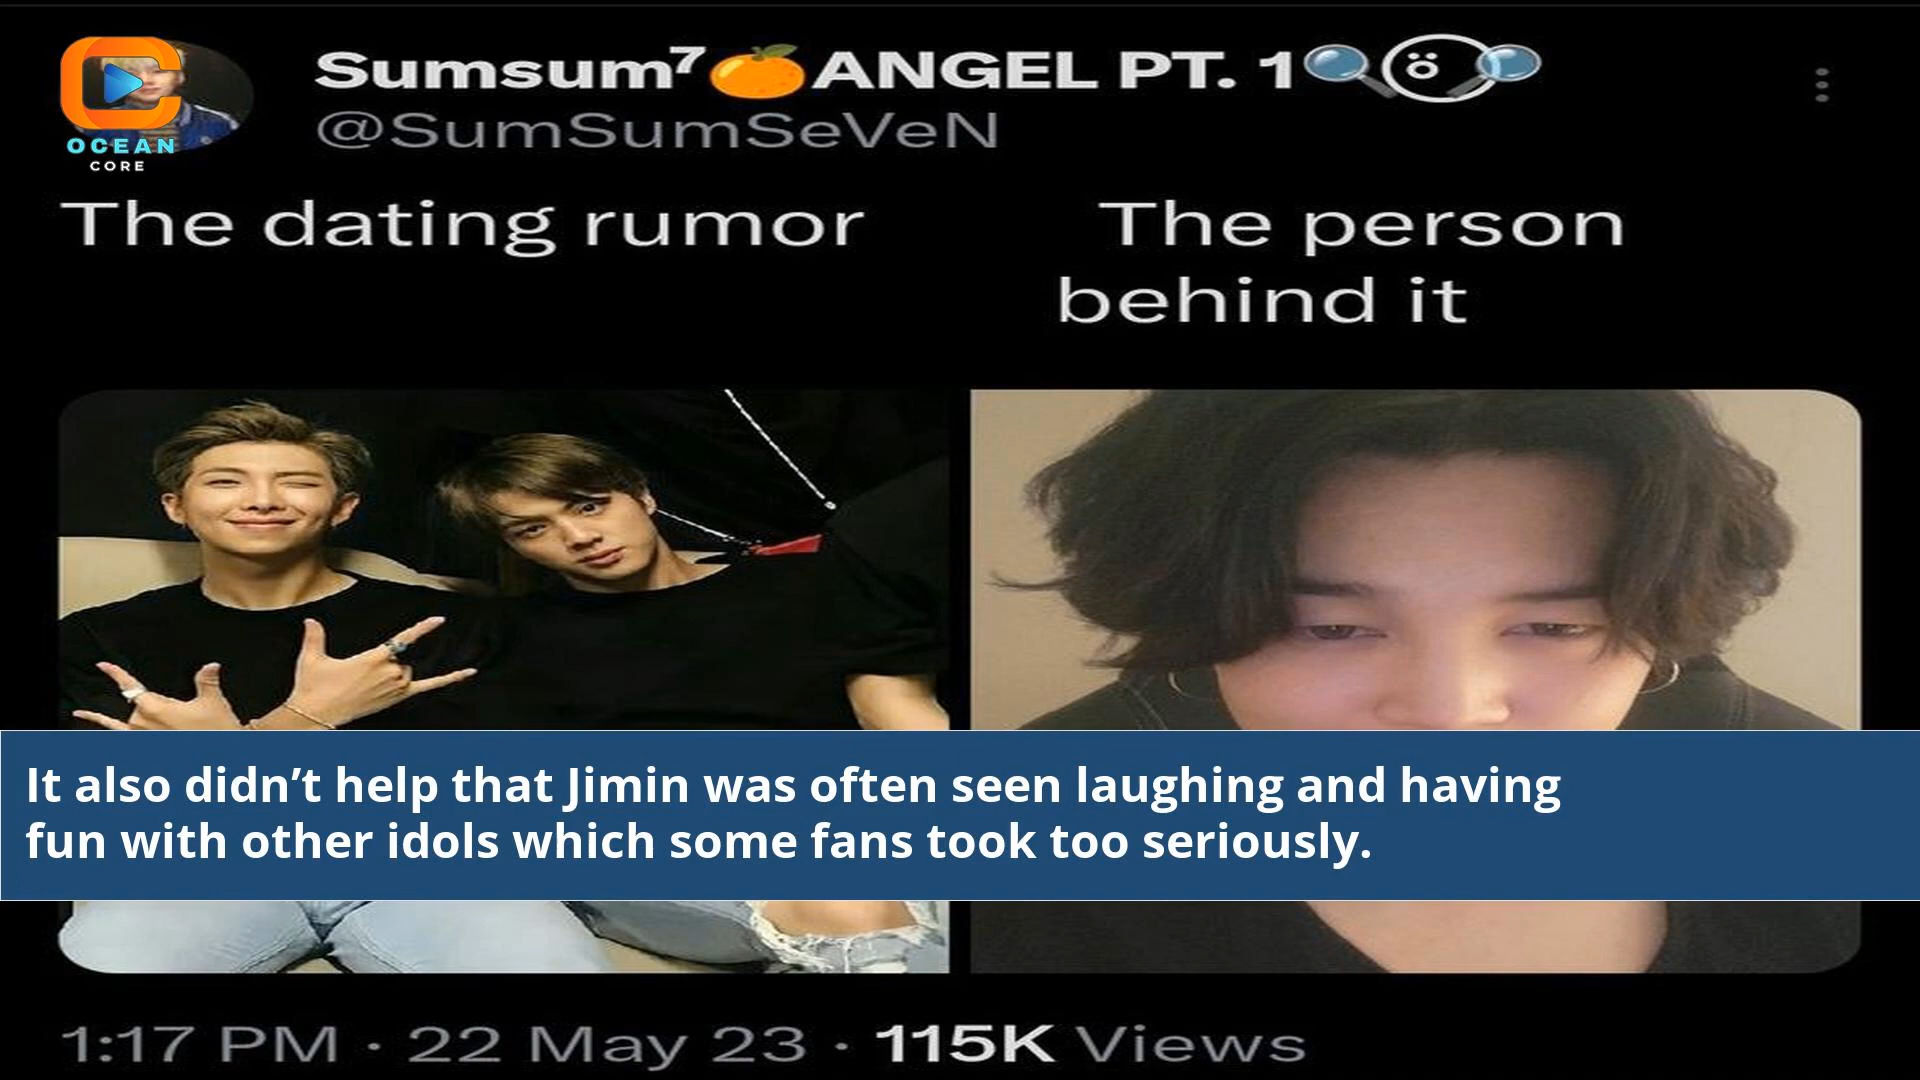 Sumsum⁷🍊ANGEL PT. 1🔍ö🔎
@SumSumSeVeN
OCEAN
CORE
The dating rumor The person
behind it
It also didn’t help that Jimin was often seen laughing and having
fun with other idols which some fans took too seriously.
1:17 PM · 22 May 23 · 115K Views